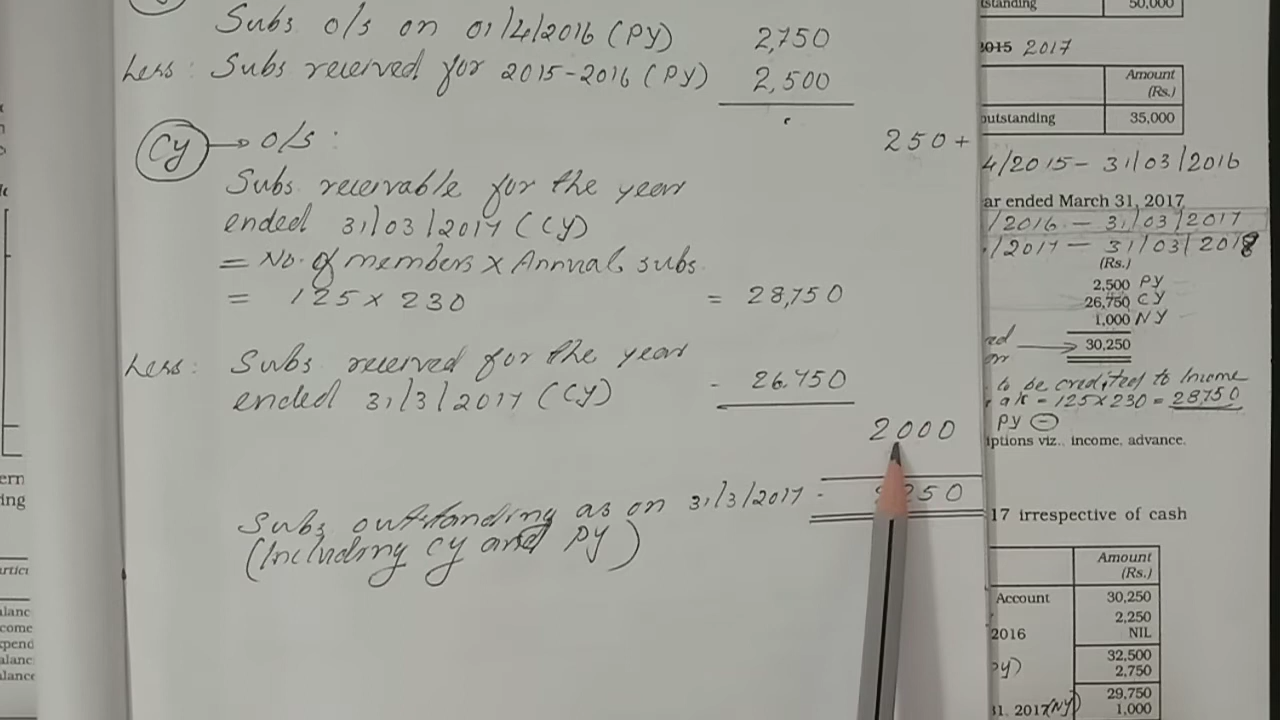 Subs o/s on 01/4/2016 (PY) 2,750
Less: Subs received for 2015-2016 (PY) 2,500
250+
CY → o/s :
Subs receivable for the year
ended 31/03/2017 (CY)
= No. of members x Annual subs.
= 125 x 230 = 28,750
Less: Subs received for the year
ended 31/3/2017 (CY) - 26,750
2000
Subs outstanding as on 31/3/2017 - 250
(Including CY and PY)
tstanding 50,000
2017
Amount
(Rs.)
outstanding 35,000
4/2015 - 31/03/2016
ar ended March 31, 2017
/2016 - 31/03/2017
/2017 - 31/03/2018
(Rs.)
2,500 PY
26,750 CY
1,000 NY
30,250
to be credited to Income
a/c = 125 x 230 = 28,750
PY -
iptions viz., income, advance.
17 irrespective of cash
Amount
(Rs.)
Account 30,250
2,250
2016 NIL
32,500
PY) 2,750
29,750
31, 2017 (NY) 1,000
ern
ing